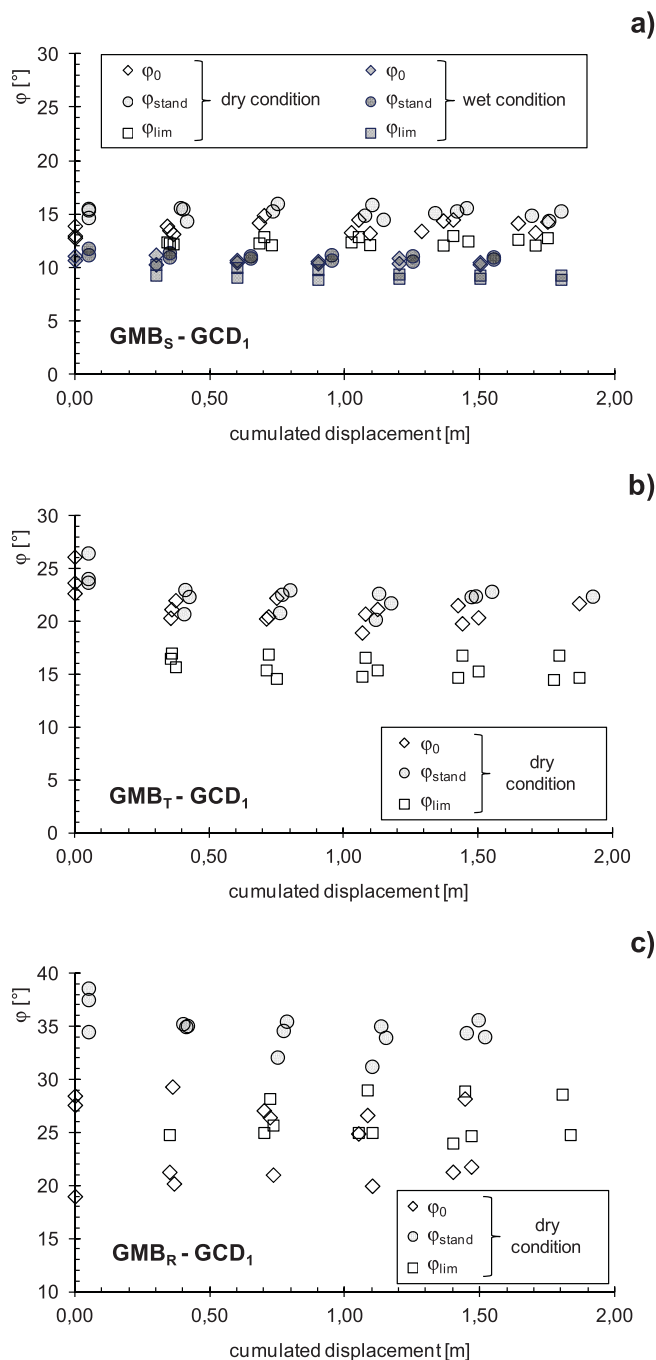 a)
φ [°]
30
25
20
15
10
5
0
φ0
φstand
φlim
dry condition
φ0
φstand
φlim
wet condition
GMBS - GCD1
0,00 0,50 1,00 1,50 2,00
cumulated displacement [m]
b)
φ [°]
30
25
20
15
10
5
0
φ0
φstand
φlim
dry
condition
GMBT - GCD1
0,00 0,50 1,00 1,50 2,00
cumulated displacement [m]
c)
φ [°]
40
35
30
25
20
15
10
φ0
φstand
φlim
dry
condition
GMBR - GCD1
0,00 0,50 1,00 1,50 2,00
cumulated displacement [m]